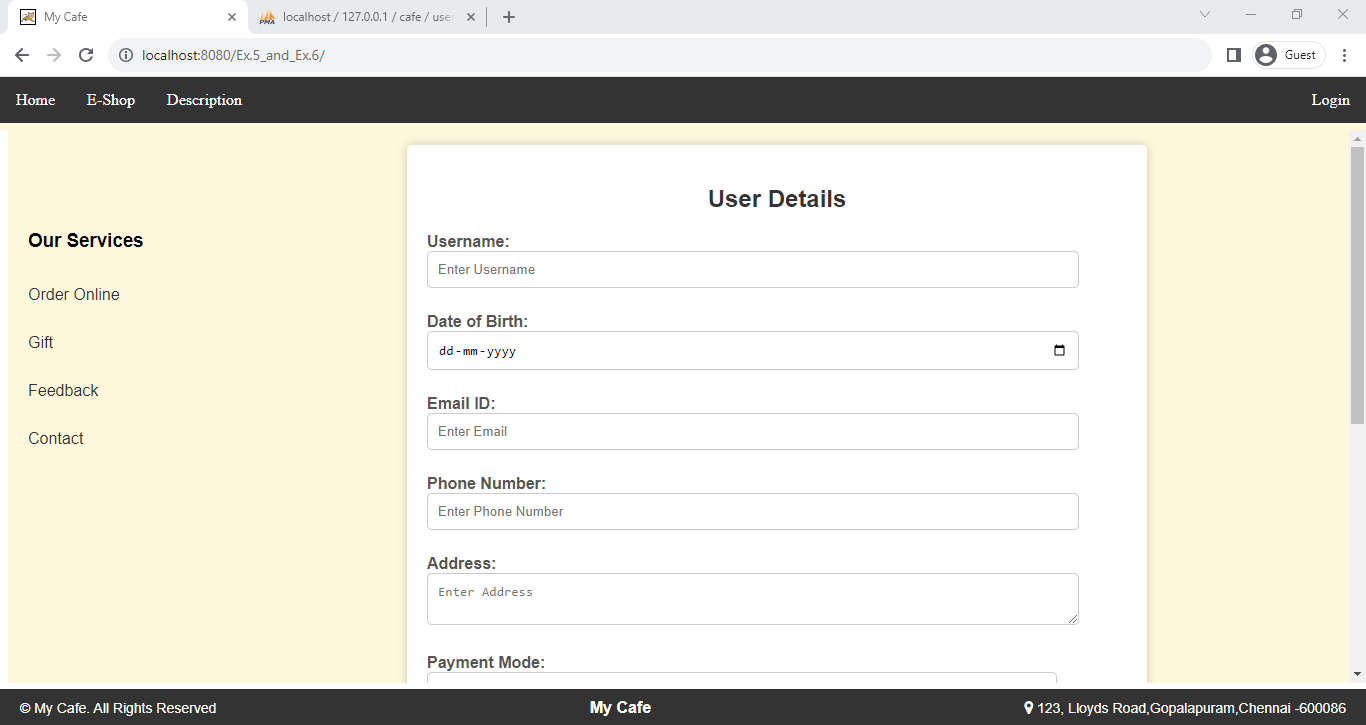 My Cafe
PMA localhost / 127.0.0.1 / cafe / user
localhost:8080/Ex.5_and_Ex.6/
Guest
Home E-Shop Description Login
User Details
Our Services
Order Online
Gift
Feedback
Contact
Username:
Enter Username
Date of Birth:
dd-mm-yyyy
Email ID:
Enter Email
Phone Number:
Enter Phone Number
Address:
Enter Address
Payment Mode:
© My Cafe. All Rights Reserved My Cafe 123, Lloyds Road,Gopalapuram,Chennai -600086